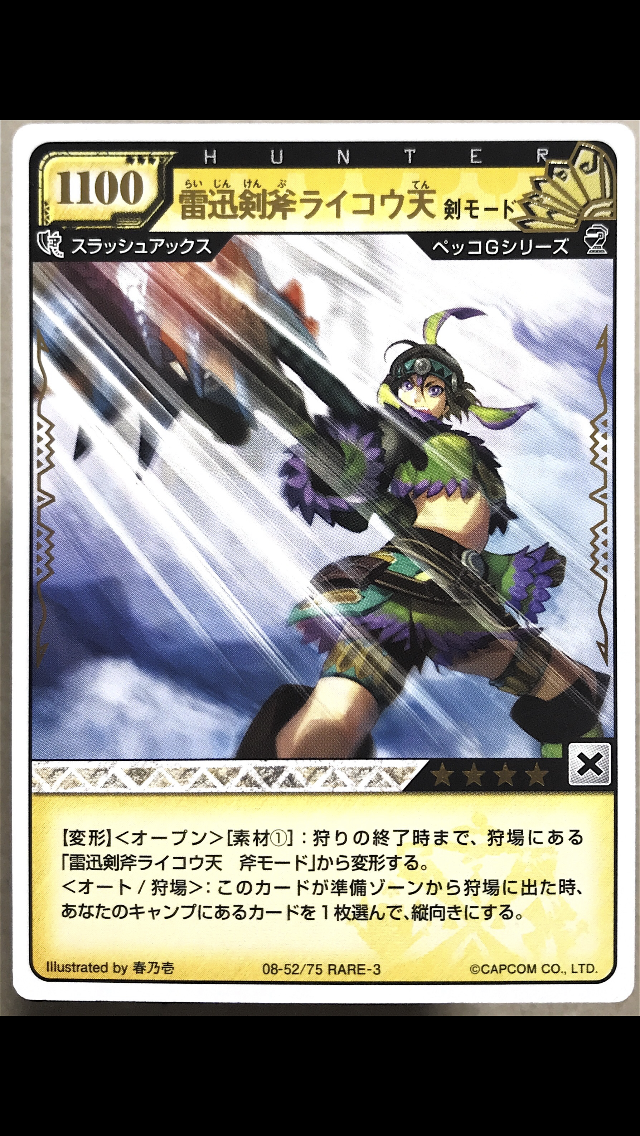 HUNTER
1100
らいじんけんぷ てん
雷迅剣斧ライコウ天 剣モード
スラッシュアックス ペッコGシリーズ
【変形】<オープン>[素材①]：狩りの終了時まで、狩場にある
「雷迅剣斧ライコウ天　斧モード」から変形する。
<オート / 狩場>：このカードが準備ゾーンから狩場に出た時、
あなたのキャンプにあるカードを１枚選んで、縦向きにする。
Illustrated by 春乃壱 08-52/75 RARE-3 ©CAPCOM CO., LTD.